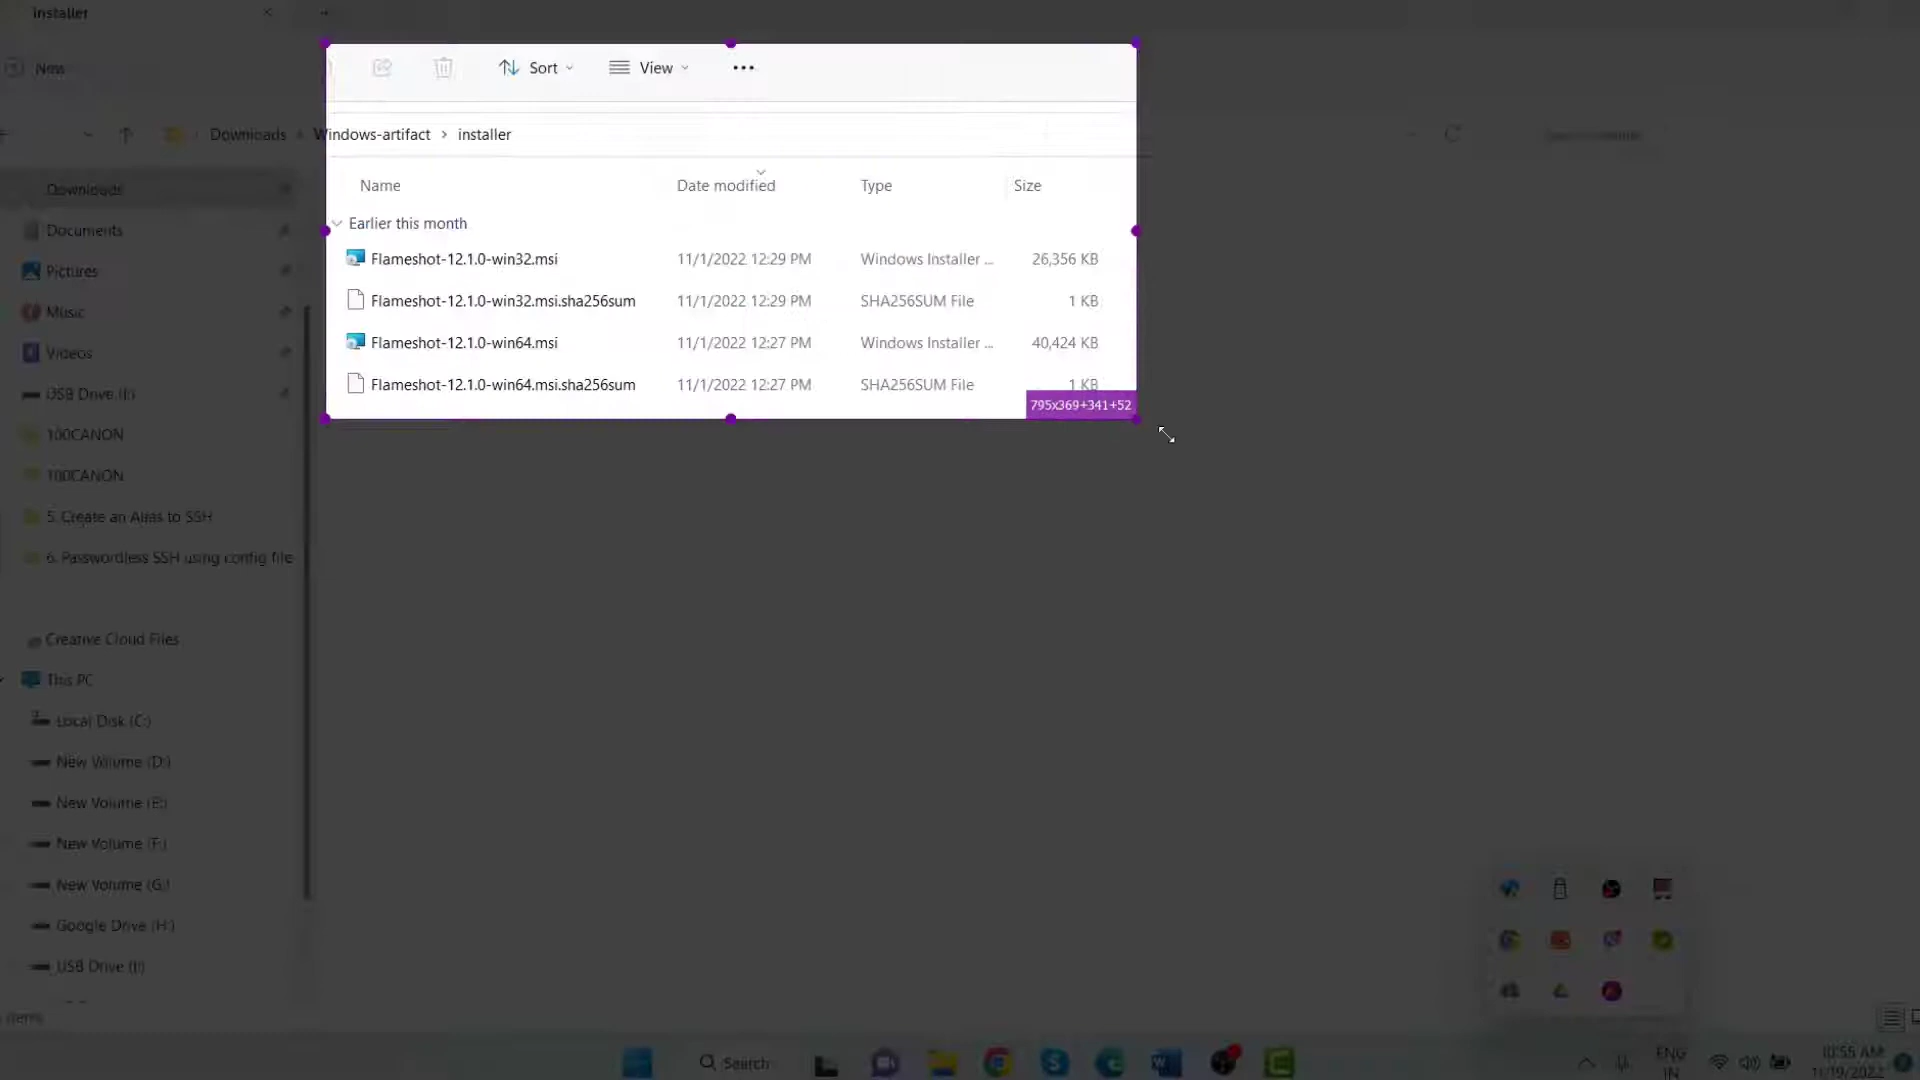 installer
New
Sort
View
Downloads
Windows-artifact > installer
Name
Date modified
Type
Size
Earlier this month
Flameshot-12.1.0-win32.msi 11/1/2022 12:29 PM Windows Installer ... 26,356 KB
Flameshot-12.1.0-win32.msi.sha256sum 11/1/2022 12:29 PM SHA256SUM File 1 KB
Flameshot-12.1.0-win64.msi 11/1/2022 12:27 PM Windows Installer ... 40,424 KB
Flameshot-12.1.0-win64.msi.sha256sum 11/1/2022 12:27 PM SHA256SUM File 1 KB
795x369+341+52
Downloads
Documents
Pictures
Music
Videos
USB Drive (I:)
100CANON
100CANON
5. Create an Alias to SSH
6. Passwordless SSH using config file
Creative Cloud Files
This PC
Local Disk (C:)
New Volume (D:)
New Volume (E:)
New Volume (F:)
New Volume (G:)
Google Drive (H:)
USB Drive (I:)
items
Search
ENG
IN
10:55 AM
11/19/2022